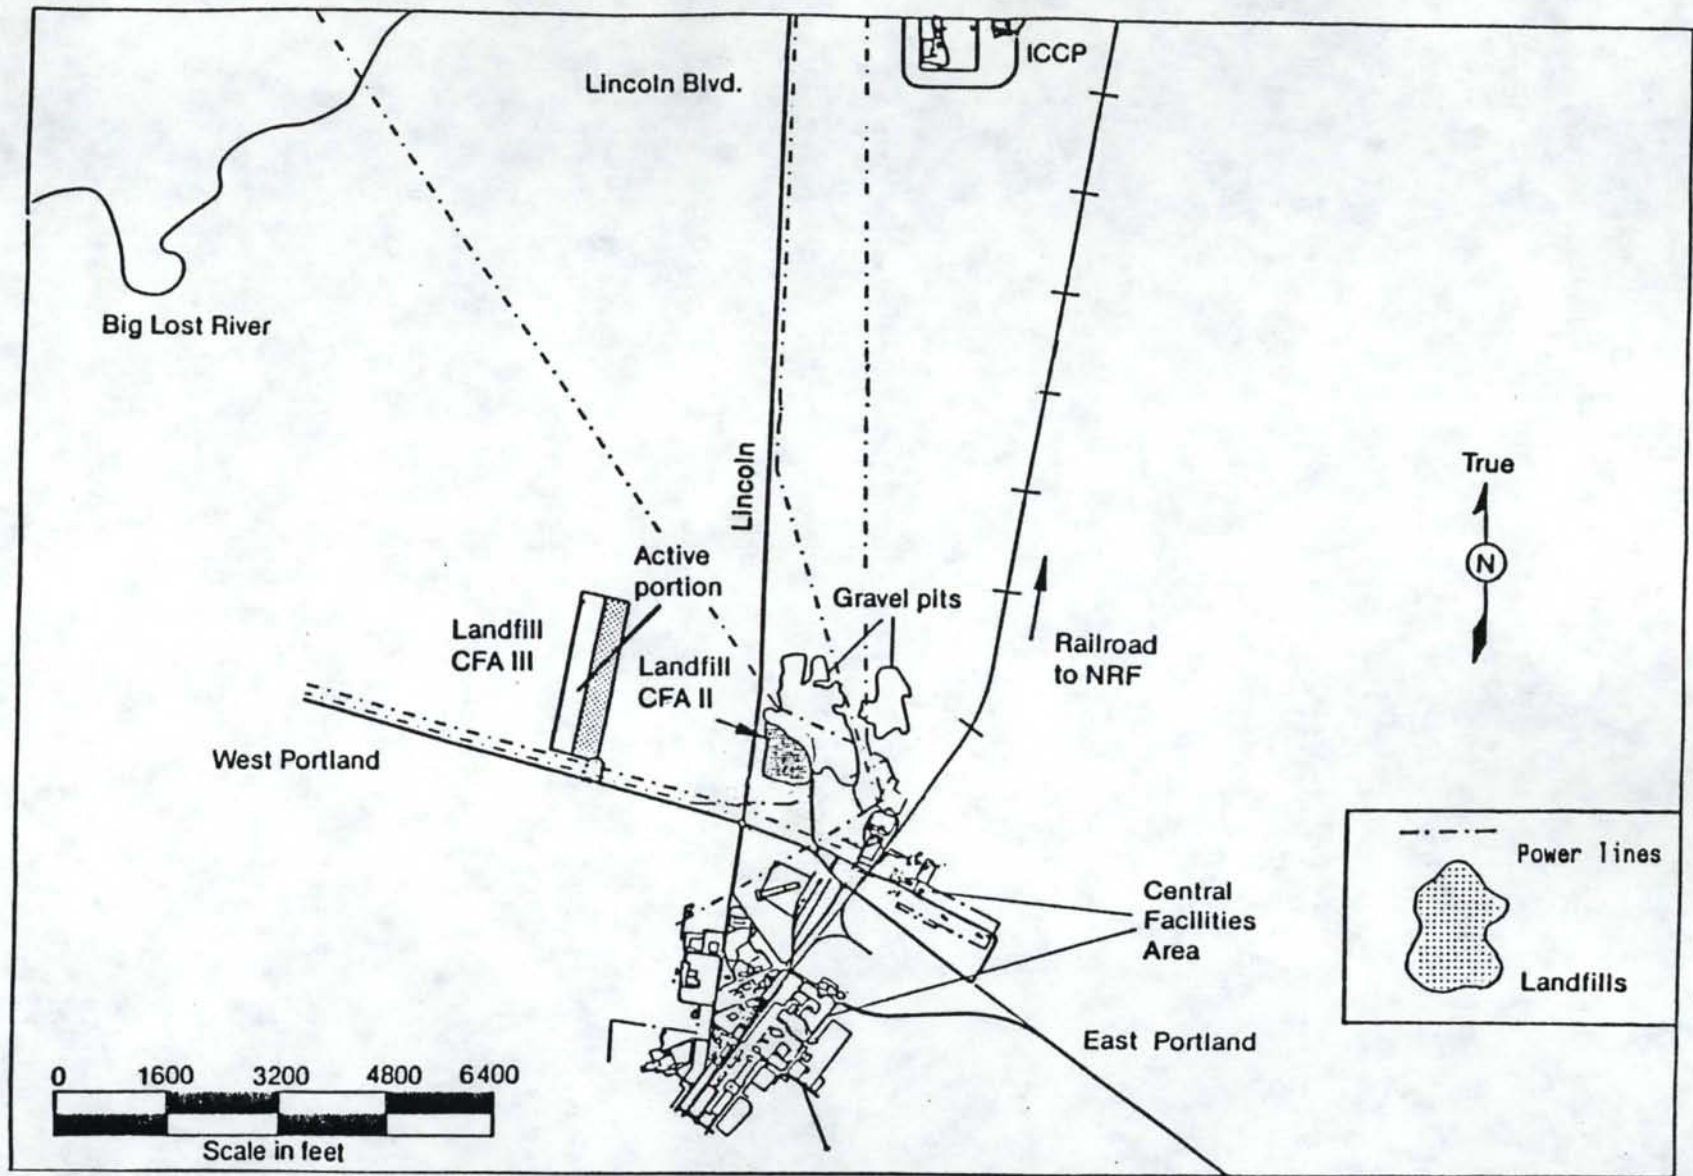 Lincoln Blvd.
ICCP
Big Lost River
Lincoln
True
N
Active
portion
Gravel pits
Landfill
CFA III
Landfill
CFA II
Railroad
to NRF
West Portland
Power lines
Landfills
Central
Facilities
Area
East Portland
0 1600 3200 4800 6400
Scale in feet